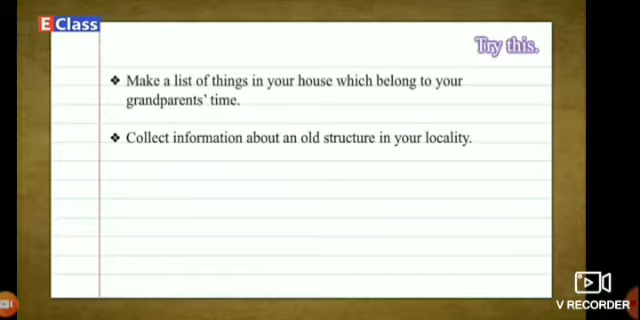 E Class
Try this.
❖ Make a list of things in your house which belong to your
grandparents’ time.
❖ Collect information about an old structure in your locality.
V RECORDER